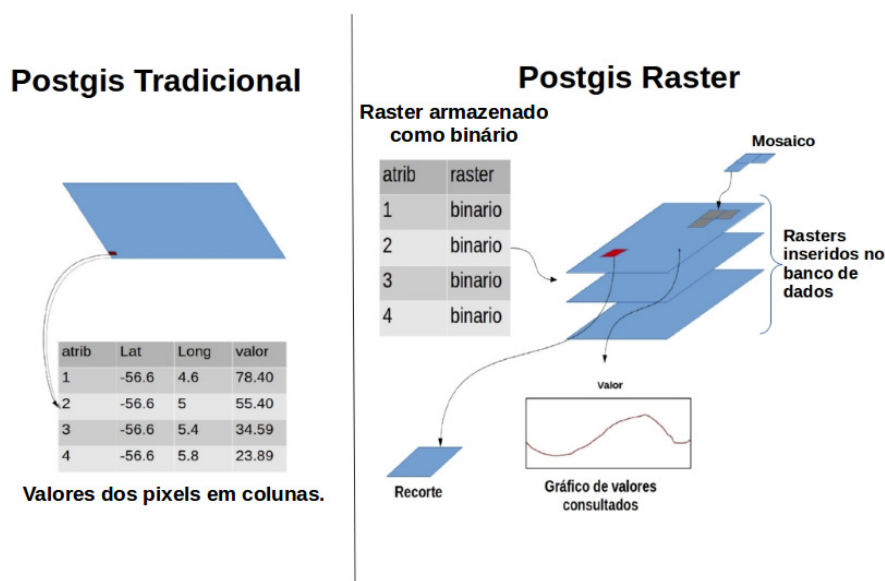 Postgis Tradicional
atrib Lat Long valor
1 -56.6 4.6 78.40
2 -56.6 5 55.40
3 -56.6 5.4 34.59
4 -56.6 5.8 23.89
Valores dos pixels em colunas.
Postgis Raster
Raster armazenado
como binário
atrib raster
1 binario
2 binario
3 binario
4 binario
Mosaico
Rasters
inseridos no
banco de
dados
Valor
Recorte
Gráfico de valores
consultados